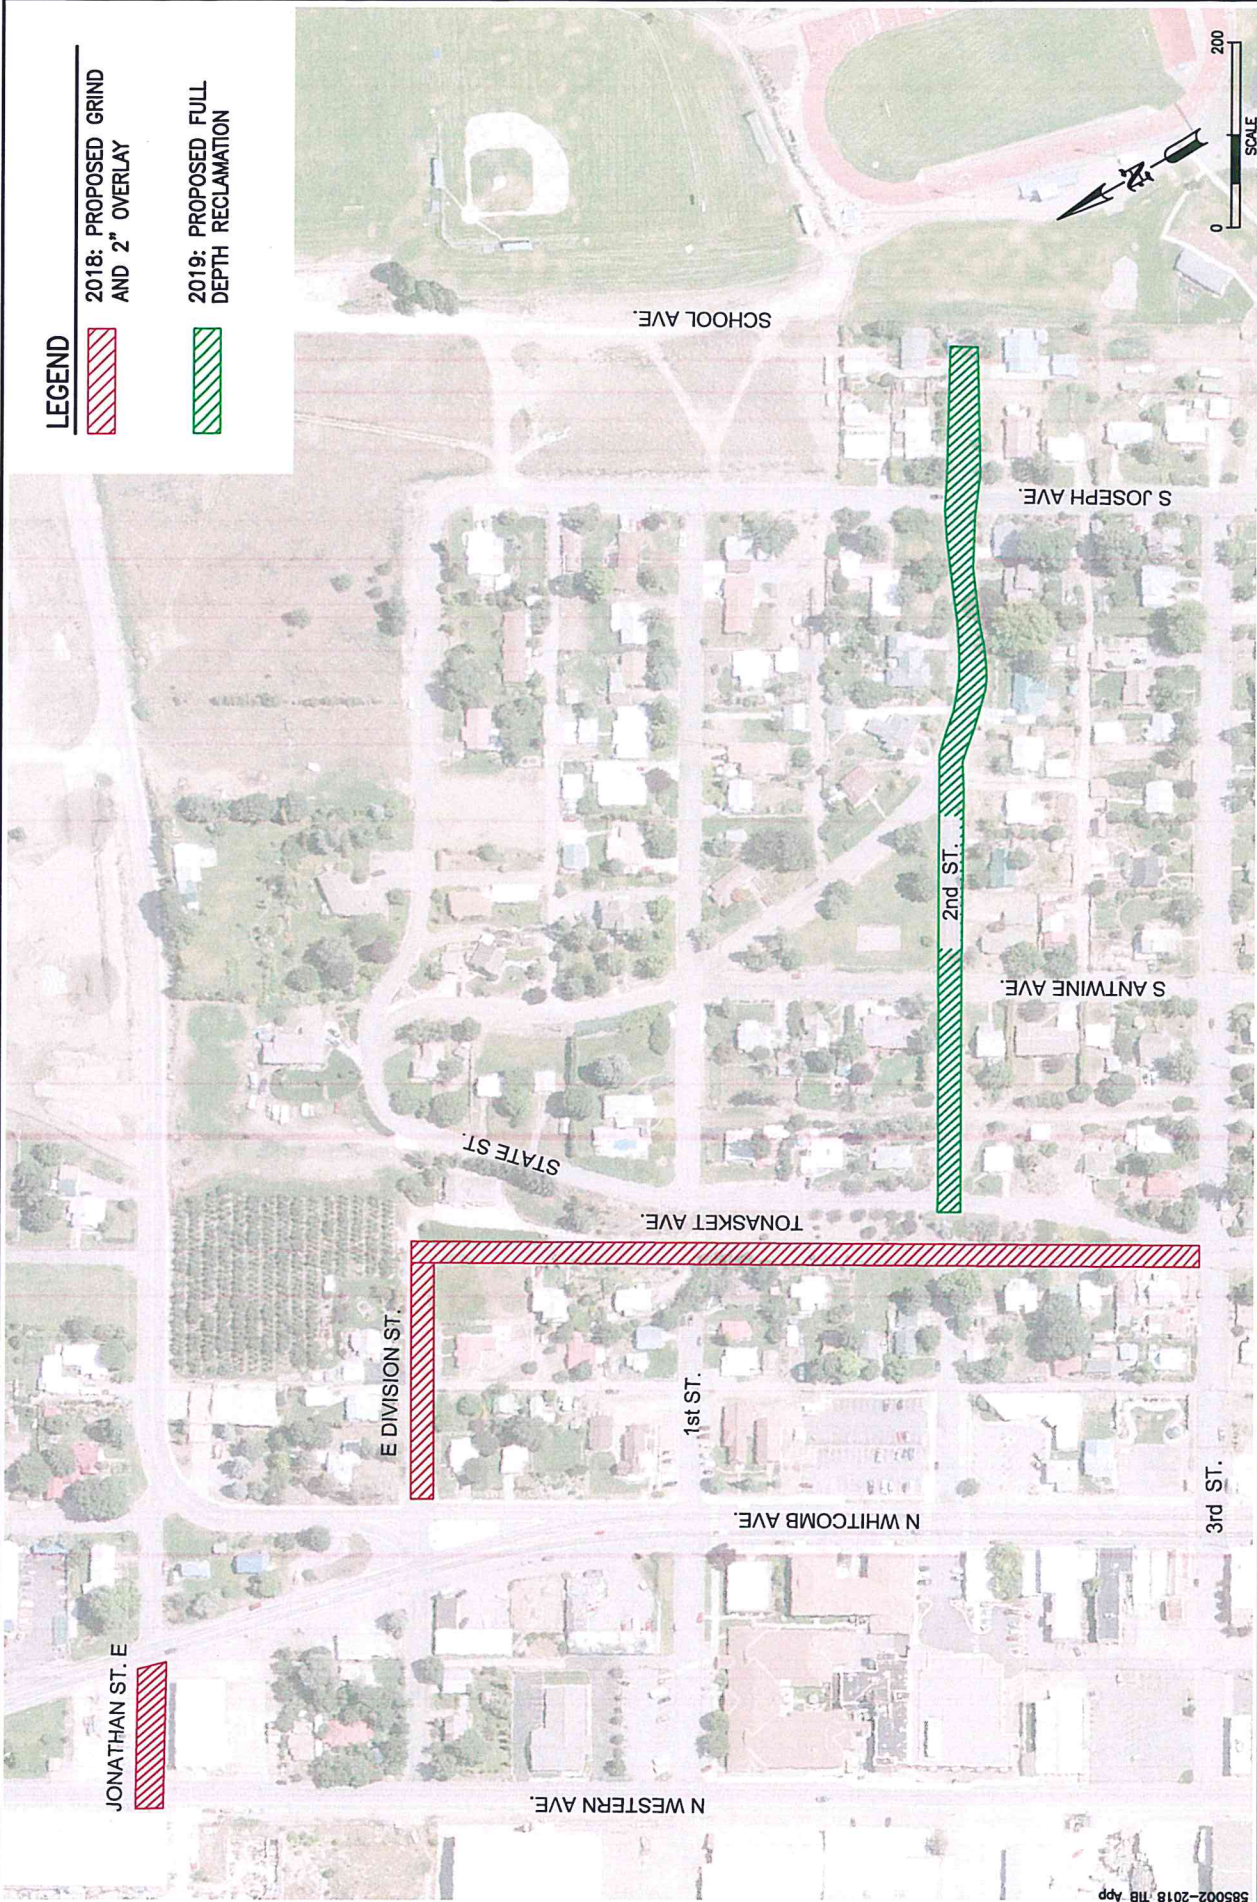 LEGEND
2018: PROPOSED GRIND
AND 2" OVERLAY
2019: PROPOSED FULL
DEPTH RECLAMATION
SCHOOL AVE.
S JOSEPH AVE.
2nd ST.
S ANTWINE AVE.
STATE ST.
TONASKET AVE.
E DIVISION ST.
1st ST.
N WHITCOMB AVE.
3rd ST.
JONATHAN ST. E
N WESTERN AVE.
N
0 200
SCALE
585002-2018 TIB App